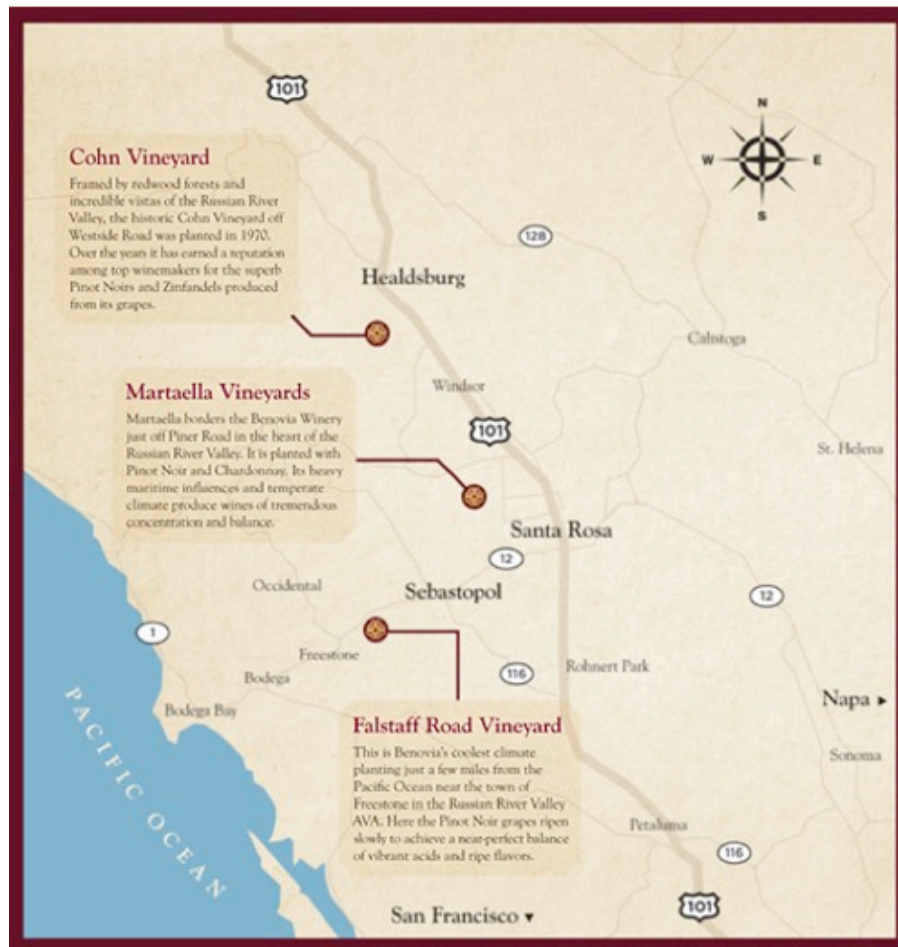 101
N
W
E
S
Cohn Vineyard
Framed by redwood forests and
incredible vistas of the Russian River
Valley, the historic Cohn Vineyard off
Westside Road was planted in 1970.
Over the years it has earned a reputation
among top winemakers for the superb
Pinot Noirs and Zinfandels produced
from its grapes.
128
Healdsburg
Calistoga
Windsor
Martaella Vineyards
Martaella borders the Benovia Winery
just off Piner Road in the heart of the
Russian River Valley. It is planted with
Pinot Noir and Chardonnay. Its heavy
maritime influences and temperate
climate produce wines of tremendous
concentration and balance.
101
St. Helena
Santa Rosa
12
Occidental
Sebastopol
12
1
Freestone
Rohnert Park
116
Bodega
Bodega Bay
Napa
PACIFIC OCEAN
Falstaff Road Vineyard
This is Benovia's coolest climate
planting just a few miles from the
Pacific Ocean near the town of
Freestone in the Russian River Valley
AVA. Here the Pinot Noir grapes ripen
slowly to achieve a near-perfect balance
of vibrant acids and ripe flavors.
Sonoma
Petaluma
116
101
San Francisco